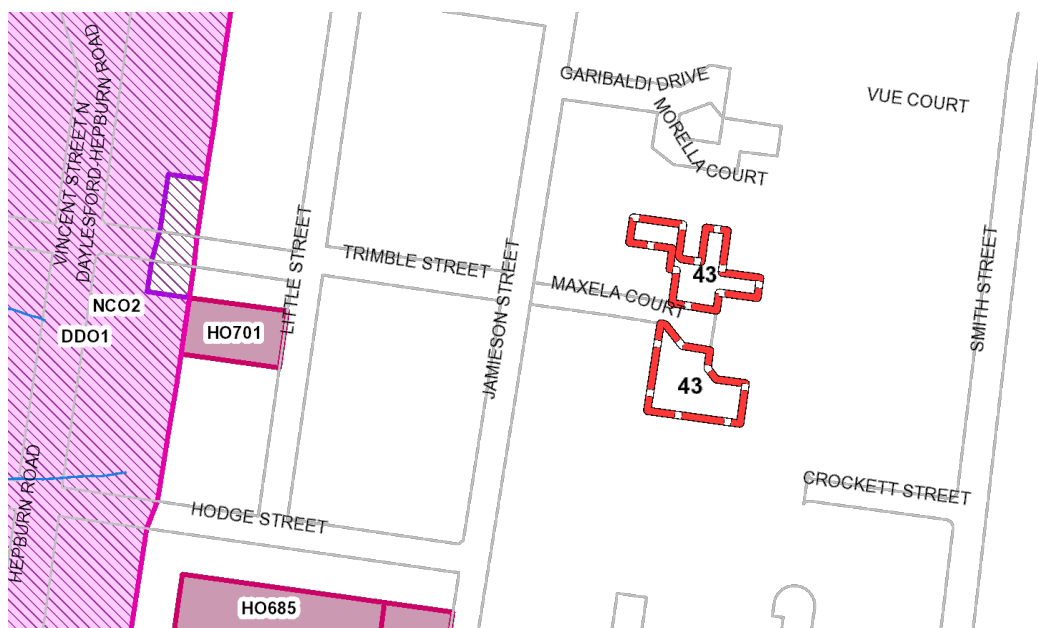 GARIBALDI DRIVE
VUE COURT
MORELLA COURT
VINCENT STREET N
DAYLESFORD-HEPBURN ROAD
LITTLE STREET
TRIMBLE STREET
JAMIESON STREET
SMITH STREET
43
MAXELA COURT
NCO2
DDO1
HO701
43
HEPBURN ROAD
CROCKETT STREET
HODGE STREET
HO685